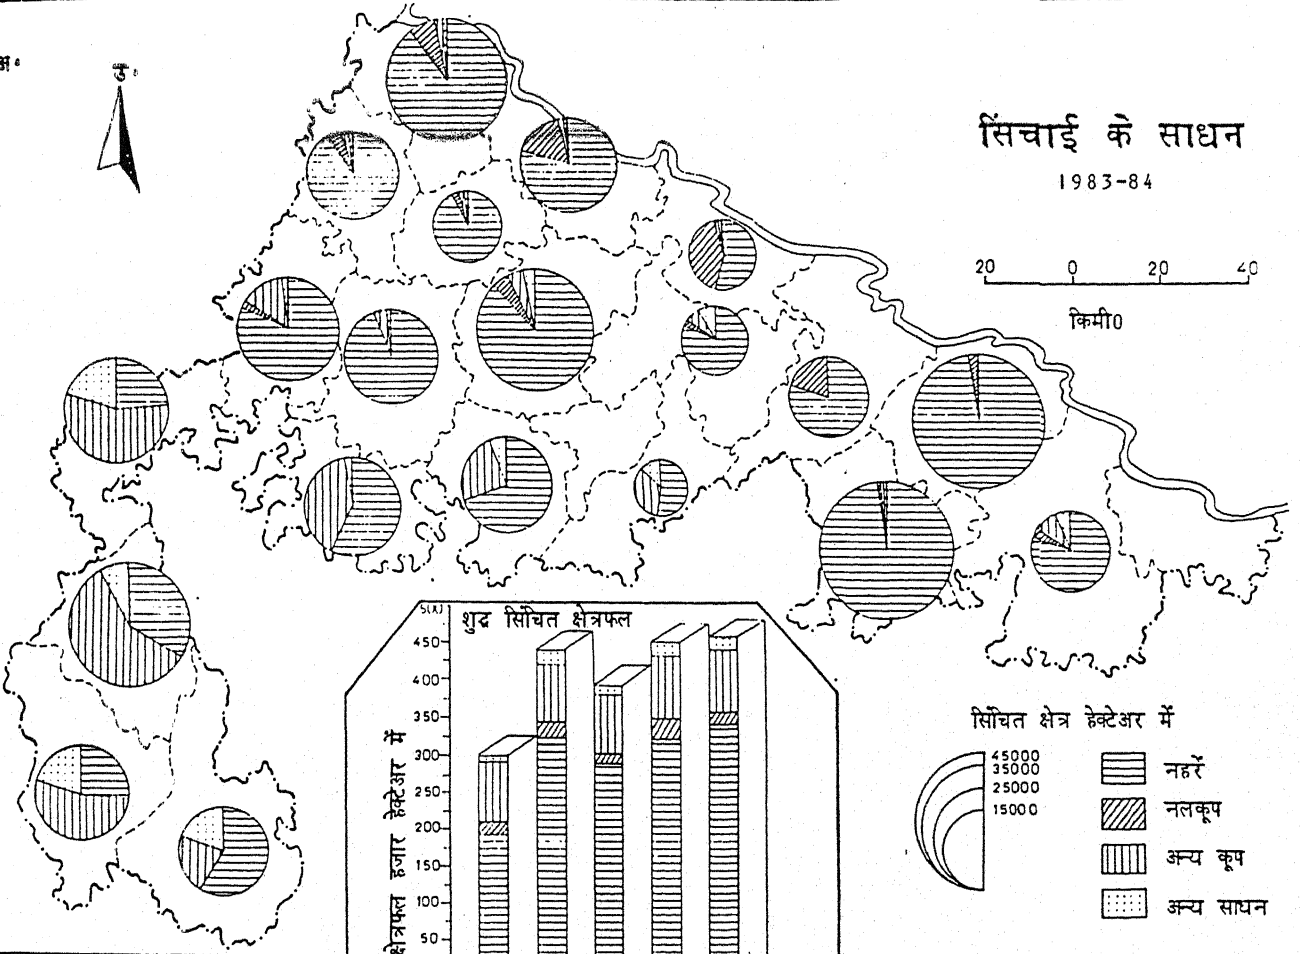 उ०
सिंचाई के साधन
1983-84
20 0 20 40
किमी0
शुद्ध सिंचित क्षेत्रफल
450
400
350
300
250
200
150
100
50
क्षेत्रफल हजार हेक्टेअर में
सिंचित क्षेत्र हेक्टेअर में
45000
35000
25000
15000
नहरें
नलकूप
अन्य कूप
अन्य साधन